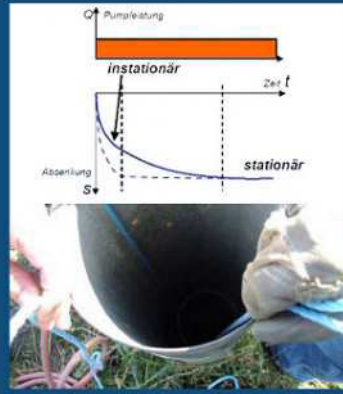 Q Pumpleistung
instationär
Zeit t
Absenkung
stationär
S